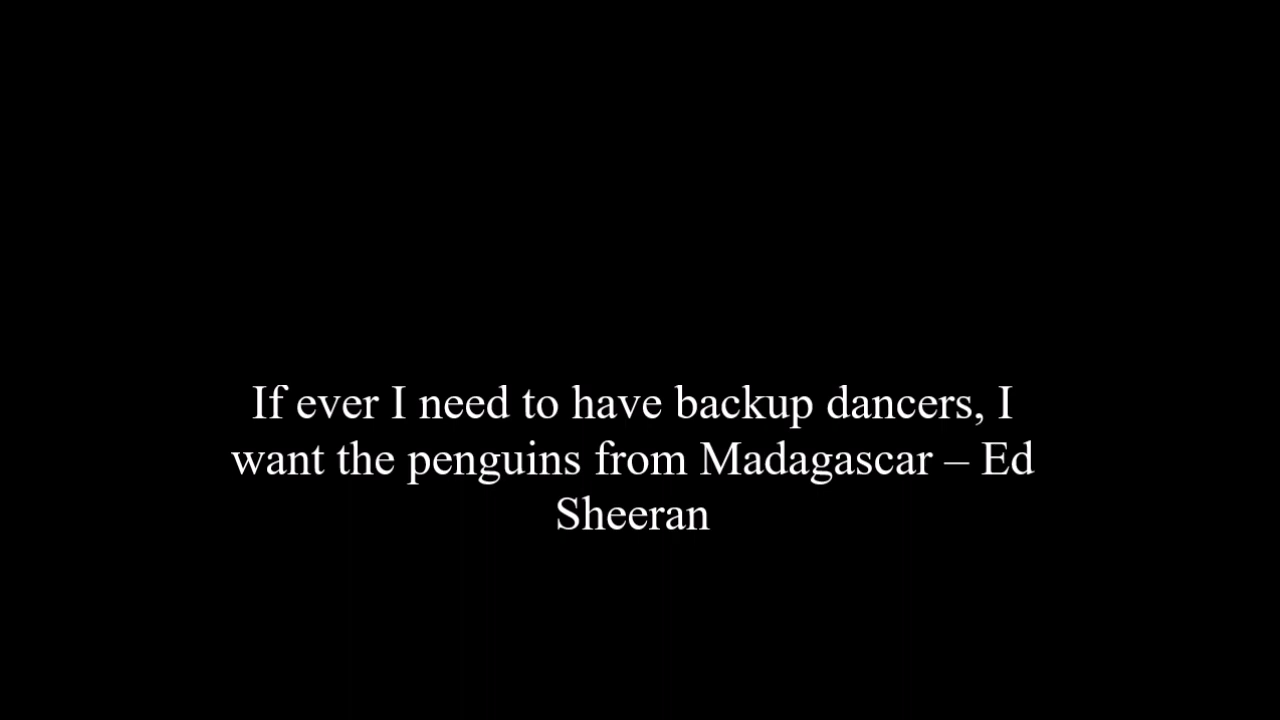 If ever I need to have backup dancers, I
want the penguins from Madagascar – Ed
Sheeran